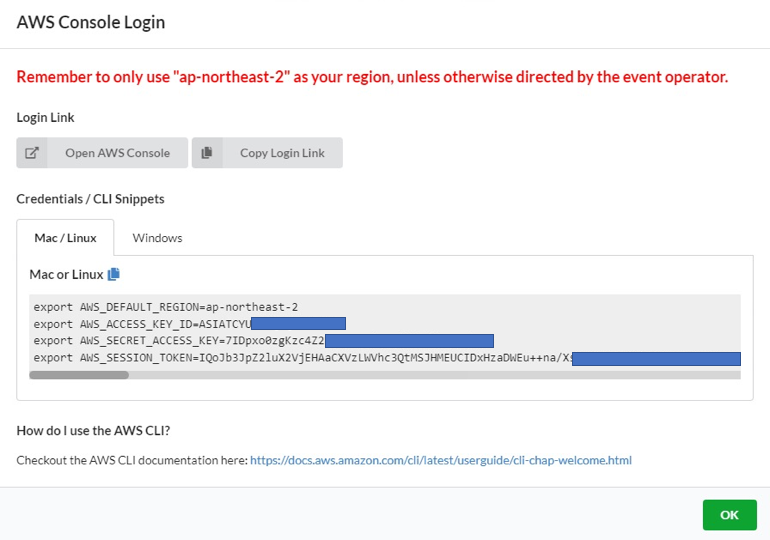 AWS Console Login
Remember to only use "ap-northeast-2" as your region, unless otherwise directed by the event operator.
Login Link
Open AWS Console
Copy Login Link
Credentials / CLI Snippets
Mac / Linux
Windows
Mac or Linux
export AWS_DEFAULT_REGION=ap-northeast-2
export AWS_ACCESS_KEY_ID=ASIATCYU
export AWS_SECRET_ACCESS_KEY=7IDpxo0zgKzc4Z2
export AWS_SESSION_TOKEN=IQoJb3JpZ2luX2VjEHAaCXVzLWVhc3QtMSJHMEUCIDxHzaDWEu++na/Xs
How do I use the AWS CLI?
Checkout the AWS CLI documentation here: https://docs.aws.amazon.com/cli/latest/userguide/cli-chap-welcome.html
OK